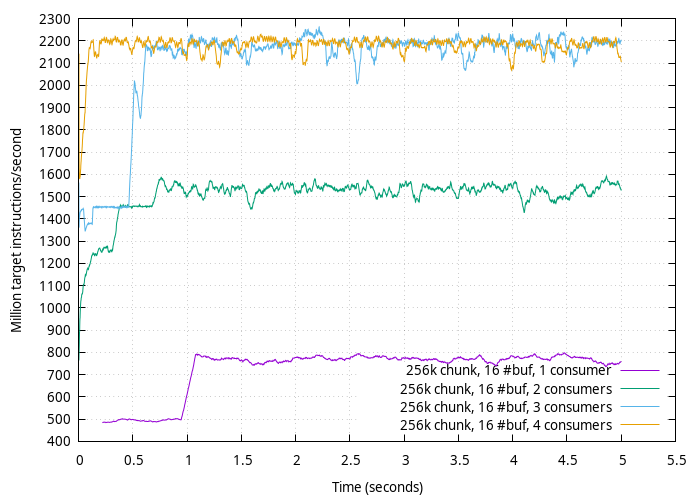 2300
2200
2100
2000
1900
1800
1700
1600
1500
1400
1300
1200
1100
1000
900
800
700
600
500
400
Million target instructions/second
256k chunk, 16 #buf, 1 consumer
256k chunk, 16 #buf, 2 consumers
256k chunk, 16 #buf, 3 consumers
256k chunk, 16 #buf, 4 consumers
0 0.5 1 1.5 2 2.5 3 3.5 4 4.5 5 5.5
Time (seconds)